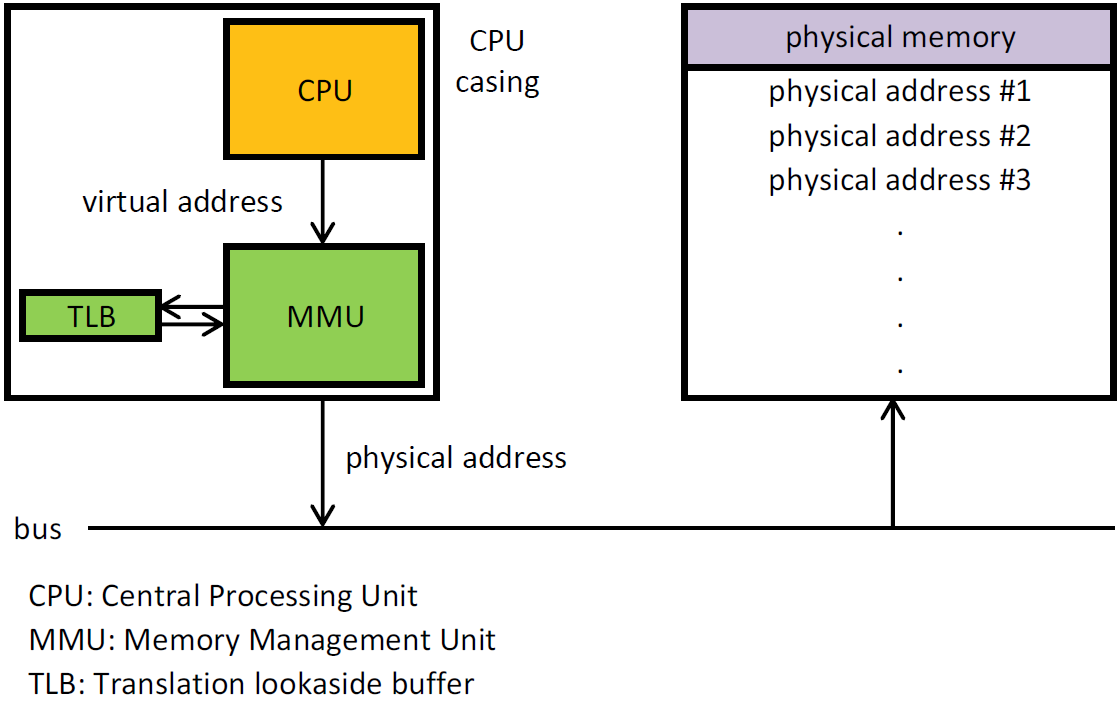 CPU
CPU
casing
virtual address
TLB
MMU
physical address
bus
physical memory
physical address #1
physical address #2
physical address #3
.
.
.
.
CPU: Central Processing Unit
MMU: Memory Management Unit
TLB: Translation lookaside buffer